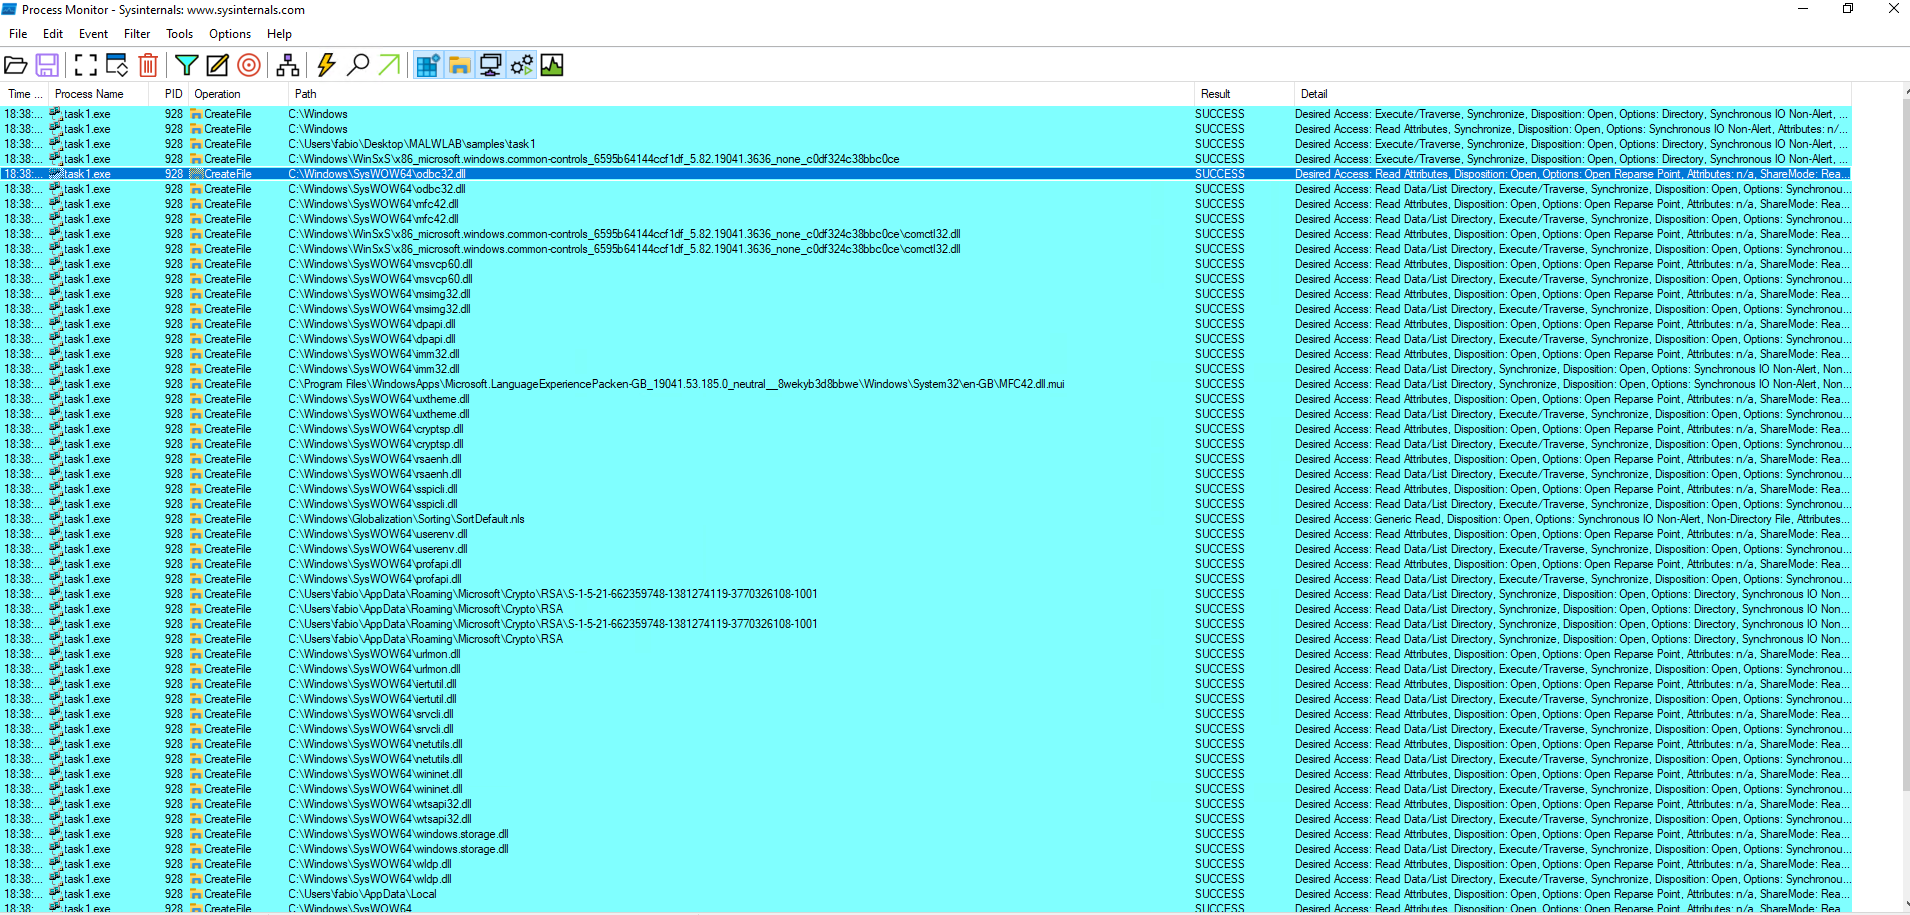 Process Monitor - Sysinternals: www.sysinternals.com
File Edit Event Filter Tools Options Help
Time ... Process Name PID Operation Path Result Detail
18:38:... task1.exe 928 CreateFile C:\Windows SUCCESS Desired Access: Execute/Traverse, Synchronize, Disposition: Open, Options: Directory, Synchronous IO Non-Alert, ...
18:38:... task1.exe 928 CreateFile C:\Windows SUCCESS Desired Access: Read Attributes, Synchronize, Disposition: Open, Options: Synchronous IO Non-Alert, Attributes: n/...
18:38:... task1.exe 928 CreateFile C:\Users\fabio\Desktop\MALWLAB\samples\task1 SUCCESS Desired Access: Execute/Traverse, Synchronize, Disposition: Open, Options: Directory, Synchronous IO Non-Alert, ...
18:38:... task1.exe 928 CreateFile C:\Windows\WinSxS\x86_microsoft.windows.common-controls_6595b64144ccf1df_5.82.19041.3636_none_c0df324c38bbc0ce SUCCESS Desired Access: Execute/Traverse, Synchronize, Disposition: Open, Options: Directory, Synchronous IO Non-Alert, ...
18:38:... task1.exe 928 CreateFile C:\Windows\SysWOW64\odbc32.dll SUCCESS Desired Access: Read Attributes, Disposition: Open, Options: Open Reparse Point, Attributes: n/a, ShareMode: Rea...
18:38:... task1.exe 928 CreateFile C:\Windows\SysWOW64\odbc32.dll SUCCESS Desired Access: Read Data/List Directory, Execute/Traverse, Synchronize, Disposition: Open, Options: Synchronou...
18:38:... task1.exe 928 CreateFile C:\Windows\SysWOW64\mfc42.dll SUCCESS Desired Access: Read Attributes, Disposition: Open, Options: Open Reparse Point, Attributes: n/a, ShareMode: Rea...
18:38:... task1.exe 928 CreateFile C:\Windows\SysWOW64\mfc42.dll SUCCESS Desired Access: Read Data/List Directory, Execute/Traverse, Synchronize, Disposition: Open, Options: Synchronou...
18:38:... task1.exe 928 CreateFile C:\Windows\WinSxS\x86_microsoft.windows.common-controls_6595b64144ccf1df_5.82.19041.3636_none_c0df324c38bbc0ce\comctl32.dll SUCCESS Desired Access: Read Attributes, Disposition: Open, Options: Open Reparse Point, Attributes: n/a, ShareMode: Rea...
18:38:... task1.exe 928 CreateFile C:\Windows\WinSxS\x86_microsoft.windows.common-controls_6595b64144ccf1df_5.82.19041.3636_none_c0df324c38bbc0ce\comctl32.dll SUCCESS Desired Access: Read Data/List Directory, Execute/Traverse, Synchronize, Disposition: Open, Options: Synchronou...
18:38:... task1.exe 928 CreateFile C:\Windows\SysWOW64\msvcp60.dll SUCCESS Desired Access: Read Attributes, Disposition: Open, Options: Open Reparse Point, Attributes: n/a, ShareMode: Rea...
18:38:... task1.exe 928 CreateFile C:\Windows\SysWOW64\msvcp60.dll SUCCESS Desired Access: Read Data/List Directory, Execute/Traverse, Synchronize, Disposition: Open, Options: Synchronou...
18:38:... task1.exe 928 CreateFile C:\Windows\SysWOW64\msimg32.dll SUCCESS Desired Access: Read Attributes, Disposition: Open, Options: Open Reparse Point, Attributes: n/a, ShareMode: Rea...
18:38:... task1.exe 928 CreateFile C:\Windows\SysWOW64\msimg32.dll SUCCESS Desired Access: Read Data/List Directory, Execute/Traverse, Synchronize, Disposition: Open, Options: Synchronou...
18:38:... task1.exe 928 CreateFile C:\Windows\SysWOW64\dpapi.dll SUCCESS Desired Access: Read Attributes, Disposition: Open, Options: Open Reparse Point, Attributes: n/a, ShareMode: Rea...
18:38:... task1.exe 928 CreateFile C:\Windows\SysWOW64\dpapi.dll SUCCESS Desired Access: Read Data/List Directory, Execute/Traverse, Synchronize, Disposition: Open, Options: Synchronou...
18:38:... task1.exe 928 CreateFile C:\Windows\SysWOW64\imm32.dll SUCCESS Desired Access: Read Attributes, Disposition: Open, Options: Open Reparse Point, Attributes: n/a, ShareMode: Rea...
18:38:... task1.exe 928 CreateFile C:\Windows\SysWOW64\imm32.dll SUCCESS Desired Access: Read Data/List Directory, Synchronize, Disposition: Open, Options: Synchronous IO Non-Alert, Non...
18:38:... task1.exe 928 CreateFile C:\Program Files\WindowsApps\Microsoft.LanguageExperiencePacken-GB_19041.53.185.0_neutral__8wekyb3d8bbwe\Windows\System32\en-GB\MFC42.dll.mui SUCCESS Desired Access: Read Data/List Directory, Synchronize, Disposition: Open, Options: Synchronous IO Non-Alert, Non...
18:38:... task1.exe 928 CreateFile C:\Windows\SysWOW64\uxtheme.dll SUCCESS Desired Access: Read Attributes, Disposition: Open, Options: Open Reparse Point, Attributes: n/a, ShareMode: Rea...
18:38:... task1.exe 928 CreateFile C:\Windows\SysWOW64\uxtheme.dll SUCCESS Desired Access: Read Data/List Directory, Execute/Traverse, Synchronize, Disposition: Open, Options: Synchronou...
18:38:... task1.exe 928 CreateFile C:\Windows\SysWOW64\cryptsp.dll SUCCESS Desired Access: Read Attributes, Disposition: Open, Options: Open Reparse Point, Attributes: n/a, ShareMode: Rea...
18:38:... task1.exe 928 CreateFile C:\Windows\SysWOW64\cryptsp.dll SUCCESS Desired Access: Read Data/List Directory, Execute/Traverse, Synchronize, Disposition: Open, Options: Synchronou...
18:38:... task1.exe 928 CreateFile C:\Windows\SysWOW64\rsaenh.dll SUCCESS Desired Access: Read Attributes, Disposition: Open, Options: Open Reparse Point, Attributes: n/a, ShareMode: Rea...
18:38:... task1.exe 928 CreateFile C:\Windows\SysWOW64\rsaenh.dll SUCCESS Desired Access: Read Data/List Directory, Execute/Traverse, Synchronize, Disposition: Open, Options: Synchronou...
18:38:... task1.exe 928 CreateFile C:\Windows\SysWOW64\sspicli.dll SUCCESS Desired Access: Read Attributes, Disposition: Open, Options: Open Reparse Point, Attributes: n/a, ShareMode: Rea...
18:38:... task1.exe 928 CreateFile C:\Windows\SysWOW64\sspicli.dll SUCCESS Desired Access: Read Data/List Directory, Execute/Traverse, Synchronize, Disposition: Open, Options: Synchronou...
18:38:... task1.exe 928 CreateFile C:\Windows\Globalization\Sorting\SortDefault.nls SUCCESS Desired Access: Generic Read, Disposition: Open, Options: Synchronous IO Non-Alert, Non-Directory File, Attributes...
18:38:... task1.exe 928 CreateFile C:\Windows\SysWOW64\userenv.dll SUCCESS Desired Access: Read Attributes, Disposition: Open, Options: Open Reparse Point, Attributes: n/a, ShareMode: Rea...
18:38:... task1.exe 928 CreateFile C:\Windows\SysWOW64\userenv.dll SUCCESS Desired Access: Read Data/List Directory, Execute/Traverse, Synchronize, Disposition: Open, Options: Synchronou...
18:38:... task1.exe 928 CreateFile C:\Windows\SysWOW64\profapi.dll SUCCESS Desired Access: Read Attributes, Disposition: Open, Options: Open Reparse Point, Attributes: n/a, ShareMode: Rea...
18:38:... task1.exe 928 CreateFile C:\Windows\SysWOW64\profapi.dll SUCCESS Desired Access: Read Data/List Directory, Execute/Traverse, Synchronize, Disposition: Open, Options: Synchronou...
18:38:... task1.exe 928 CreateFile C:\Users\fabio\AppData\Roaming\Microsoft\Crypto\RSA\S-1-5-21-662359748-1381274119-3770326108-1001 SUCCESS Desired Access: Read Data/List Directory, Synchronize, Disposition: Open, Options: Directory, Synchronous IO Non...
18:38:... task1.exe 928 CreateFile C:\Users\fabio\AppData\Roaming\Microsoft\Crypto\RSA SUCCESS Desired Access: Read Data/List Directory, Synchronize, Disposition: Open, Options: Directory, Synchronous IO Non...
18:38:... task1.exe 928 CreateFile C:\Users\fabio\AppData\Roaming\Microsoft\Crypto\RSA\S-1-5-21-662359748-1381274119-3770326108-1001 SUCCESS Desired Access: Read Data/List Directory, Synchronize, Disposition: Open, Options: Directory, Synchronous IO Non...
18:38:... task1.exe 928 CreateFile C:\Users\fabio\AppData\Roaming\Microsoft\Crypto\RSA SUCCESS Desired Access: Read Data/List Directory, Synchronize, Disposition: Open, Options: Directory, Synchronous IO Non...
18:38:... task1.exe 928 CreateFile C:\Windows\SysWOW64\urlmon.dll SUCCESS Desired Access: Read Attributes, Disposition: Open, Options: Open Reparse Point, Attributes: n/a, ShareMode: Rea...
18:38:... task1.exe 928 CreateFile C:\Windows\SysWOW64\urlmon.dll SUCCESS Desired Access: Read Data/List Directory, Execute/Traverse, Synchronize, Disposition: Open, Options: Synchronou...
18:38:... task1.exe 928 CreateFile C:\Windows\SysWOW64\iertutil.dll SUCCESS Desired Access: Read Attributes, Disposition: Open, Options: Open Reparse Point, Attributes: n/a, ShareMode: Rea...
18:38:... task1.exe 928 CreateFile C:\Windows\SysWOW64\iertutil.dll SUCCESS Desired Access: Read Data/List Directory, Execute/Traverse, Synchronize, Disposition: Open, Options: Synchronou...
18:38:... task1.exe 928 CreateFile C:\Windows\SysWOW64\srvcli.dll SUCCESS Desired Access: Read Attributes, Disposition: Open, Options: Open Reparse Point, Attributes: n/a, ShareMode: Rea...
18:38:... task1.exe 928 CreateFile C:\Windows\SysWOW64\srvcli.dll SUCCESS Desired Access: Read Data/List Directory, Execute/Traverse, Synchronize, Disposition: Open, Options: Synchronou...
18:38:... task1.exe 928 CreateFile C:\Windows\SysWOW64\netutils.dll SUCCESS Desired Access: Read Attributes, Disposition: Open, Options: Open Reparse Point, Attributes: n/a, ShareMode: Rea...
18:38:... task1.exe 928 CreateFile C:\Windows\SysWOW64\netutils.dll SUCCESS Desired Access: Read Data/List Directory, Execute/Traverse, Synchronize, Disposition: Open, Options: Synchronou...
18:38:... task1.exe 928 CreateFile C:\Windows\SysWOW64\wininet.dll SUCCESS Desired Access: Read Attributes, Disposition: Open, Options: Open Reparse Point, Attributes: n/a, ShareMode: Rea...
18:38:... task1.exe 928 CreateFile C:\Windows\SysWOW64\wininet.dll SUCCESS Desired Access: Read Data/List Directory, Execute/Traverse, Synchronize, Disposition: Open, Options: Synchronou...
18:38:... task1.exe 928 CreateFile C:\Windows\SysWOW64\wtsapi32.dll SUCCESS Desired Access: Read Attributes, Disposition: Open, Options: Open Reparse Point, Attributes: n/a, ShareMode: Rea...
18:38:... task1.exe 928 CreateFile C:\Windows\SysWOW64\wtsapi32.dll SUCCESS Desired Access: Read Data/List Directory, Execute/Traverse, Synchronize, Disposition: Open, Options: Synchronou...
18:38:... task1.exe 928 CreateFile C:\Windows\SysWOW64\windows.storage.dll SUCCESS Desired Access: Read Attributes, Disposition: Open, Options: Open Reparse Point, Attributes: n/a, ShareMode: Rea...
18:38:... task1.exe 928 CreateFile C:\Windows\SysWOW64\windows.storage.dll SUCCESS Desired Access: Read Data/List Directory, Execute/Traverse, Synchronize, Disposition: Open, Options: Synchronou...
18:38:... task1.exe 928 CreateFile C:\Windows\SysWOW64\wldp.dll SUCCESS Desired Access: Read Attributes, Disposition: Open, Options: Open Reparse Point, Attributes: n/a, ShareMode: Rea...
18:38:... task1.exe 928 CreateFile C:\Windows\SysWOW64\wldp.dll SUCCESS Desired Access: Read Data/List Directory, Execute/Traverse, Synchronize, Disposition: Open, Options: Synchronou...
18:38:... task1.exe 928 CreateFile C:\Users\fabio\AppData\Local SUCCESS Desired Access: Read Attributes, Disposition: Open, Options: Open Reparse Point, Attributes: n/a, ShareMode: Rea...
18:38:... task1.exe 928 CreateFile C:\Windows\SysWOW64 SUCCESS Desired Access: Read Attributes, Disposition: Open, Options: Open Reparse Point, Attributes: n/a, ShareMode: Rea...